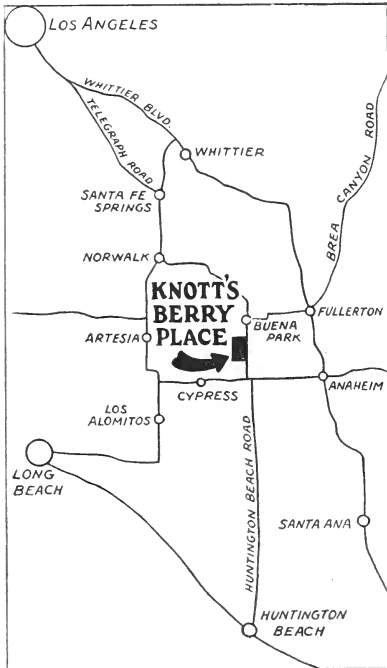 LOS ANGELES
WHITTIER BLVD.
TELEGRAPH ROAD
WHITTIER
BREA CANYON ROAD
SANTA FE
SPRINGS
NORWALK
KNOTT'S
BERRY
PLACE
FULLERTON
BUENA
PARK
ARTESIA
ANAHEIM
CYPRESS
LOS
ALOMITOS
LONG
BEACH
HUNTINGTON BEACH ROAD
SANTA ANA
HUNTINGTON
BEACH